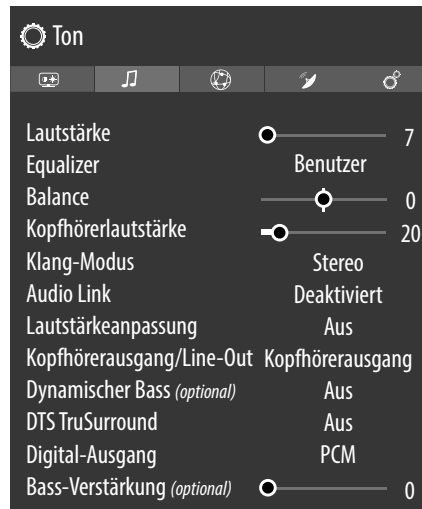 Ton
Lautstärke 7
Equalizer Benutzer
Balance 0
Kopfhörerlautstärke 20
Klang-Modus Stereo
Audio Link Deaktiviert
Lautstärkeanpassung Aus
Kopfhörerausgang/Line-Out Kopfhörerausgang
Dynamischer Bass (optional) Aus
DTS TruSurround Aus
Digital-Ausgang PCM
Bass-Verstärkung (optional) 0